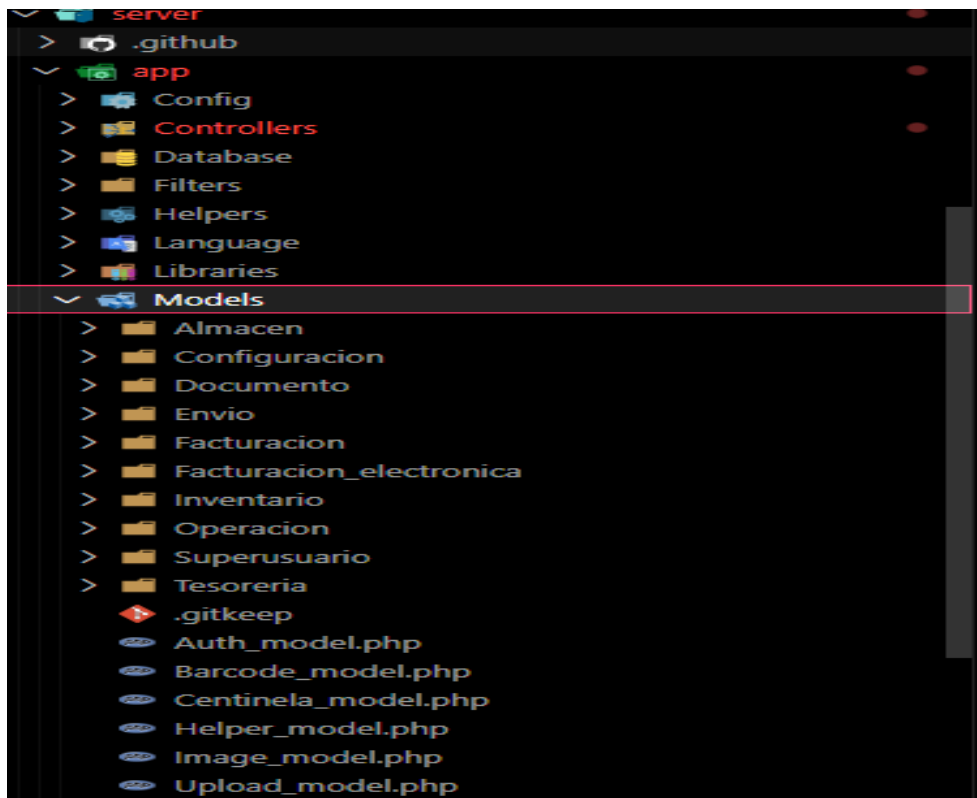 server
.github
app
Config
Controllers
Database
Filters
Helpers
Language
Libraries
Models
Almacen
Configuracion
Documento
Envio
Facturacion
Facturacion_electronica
Inventario
Operacion
Superusuario
Tesoreria
.gitkeep
Auth_model.php
Barcode_model.php
Centinela_model.php
Helper_model.php
Image_model.php
Upload_model.php